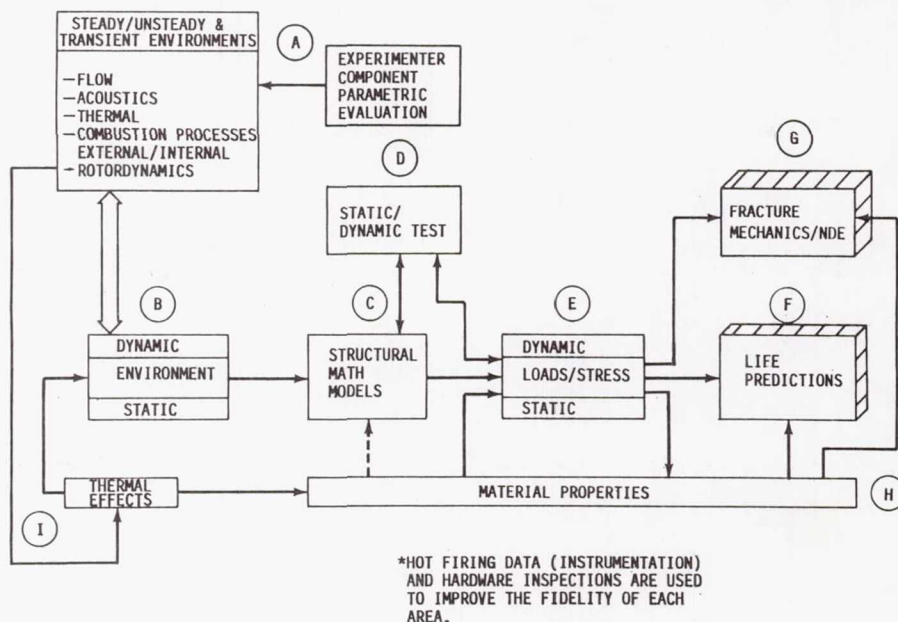 STEADY/UNSTEADY &
TRANSIENT ENVIRONMENTS
—FLOW
—ACOUSTICS
—THERMAL
—COMBUSTION PROCESSES
EXTERNAL/INTERNAL
—ROTORDYNAMICS
A
EXPERIMENTER
COMPONENT
PARAMETRIC
EVALUATION
D
STATIC/
DYNAMIC TEST
G
FRACTURE
MECHANICS/NDE
B
DYNAMIC
ENVIRONMENT
STATIC
C
STRUCTURAL
MATH
MODELS
E
DYNAMIC
LOADS/STRESS
STATIC
F
LIFE
PREDICTIONS
I
THERMAL
EFFECTS
MATERIAL PROPERTIES
H
*HOT FIRING DATA (INSTRUMENTATION)
AND HARDWARE INSPECTIONS ARE USED
TO IMPROVE THE FIDELITY OF EACH
AREA.